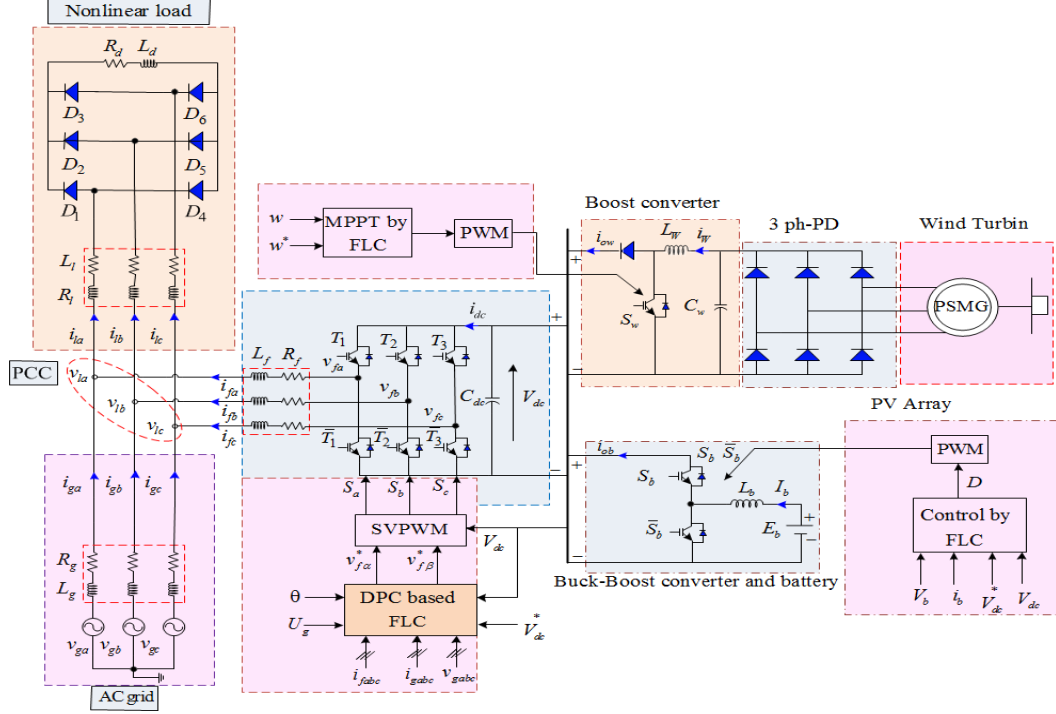 Nonlinear load
R_d L_d
D_3 D_6
D_2 D_5
D_1 D_4
L_l
R_l
i_la i_lb i_lc
PCC
v_la
v_lb
v_lc
i_ga i_gb i_gc
R_g
L_g
v_ga v_gb v_gc
AC grid
w
w^*
MPPT by
FLC
PWM
L_f R_f
i_fa
i_fb
i_fc
i_dc
T_1 T_2 T_3
v_fa
v_fb
v_fc
C_dc
V_dc
T̅_1 T̅_2 T̅_3
S_a S_b S_c
SVPWM
V_dc
v^*_fα v^*_fβ
θ
U_g
DPC based
FLC
V^*_dc
i_fabc i_gabc v_gabc
+
−
Boost converter
i_ow
L_W
i_W
S_w
C_w
3 ph-PD
Wind Turbin
PSMG
+
−
i_ob
S_b
S_b S̅_b
S̅_b
L_b
I_b
E_b
+
−
Buck-Boost converter and battery
PV Array
PWM
D
Control by
FLC
V_b i_b V^*_dc V_dc